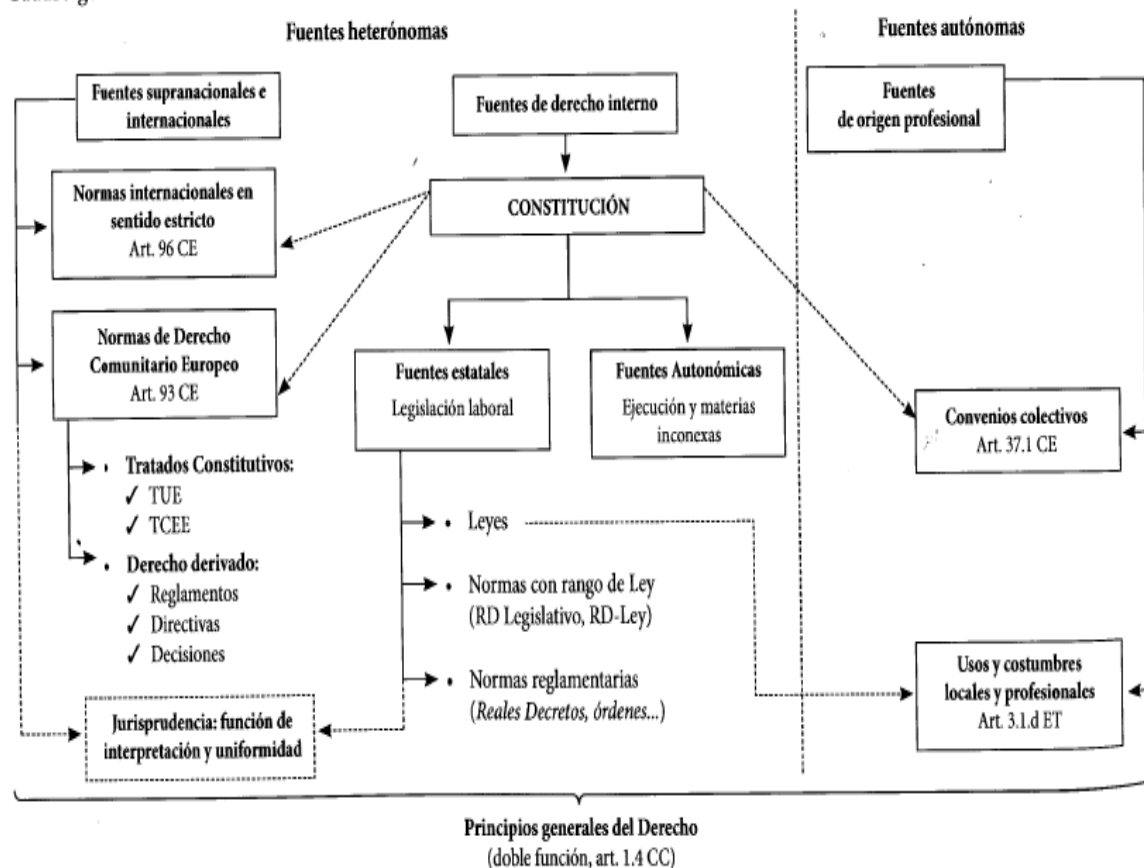 Fuentes heterónomas
Fuentes autónomas
Fuentes supranacionales e
internacionales
Fuentes de derecho interno
Fuentes
de origen profesional
Normas internacionales en
sentido estricto
Art. 96 CE
CONSTITUCIÓN
Normas de Derecho
Comunitario Europeo
Art. 93 CE
Fuentes estatales
Legislación laboral
Fuentes Autonómicas
Ejecución y materias
inconexas
Convenios colectivos
Art. 37.1 CE
• Tratados Constitutivos:
✓ TUE
✓ TCEE
• Derecho derivado:
✓ Reglamentos
✓ Directivas
✓ Decisiones
• Leyes
• Normas con rango de Ley
(RD Legislativo, RD-Ley)
• Normas reglamentarias
(Reales Decretos, órdenes...)
Usos y costumbres
locales y profesionales
Art. 3.1.d ET
Jurisprudencia: función de
interpretación y uniformidad
Principios generales del Derecho
(doble función, art. 1.4 CC)